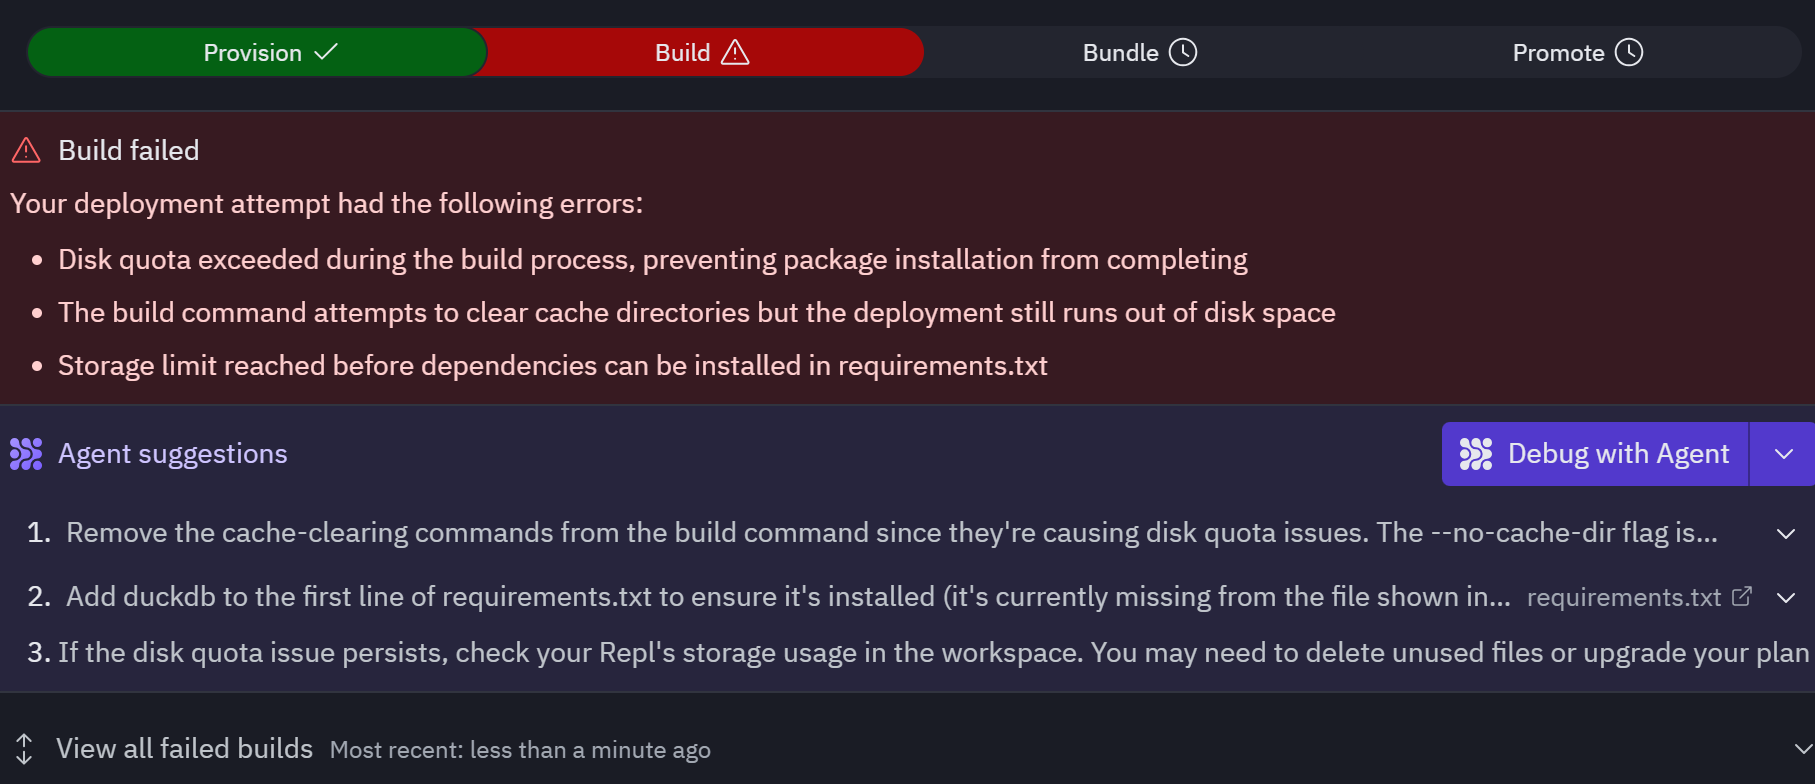 Provision
Build
Bundle
Promote
Build failed
Your deployment attempt had the following errors:
• Disk quota exceeded during the build process, preventing package installation from completing
• The build command attempts to clear cache directories but the deployment still runs out of disk space
• Storage limit reached before dependencies can be installed in requirements.txt
Agent suggestions
Debug with Agent
1. Remove the cache-clearing commands from the build command since they're causing disk quota issues. The --no-cache-dir flag is...
2. Add duckdb to the first line of requirements.txt to ensure it's installed (it's currently missing from the file shown in... requirements.txt
3. If the disk quota issue persists, check your Repl's storage usage in the workspace. You may need to delete unused files or upgrade your plan
View all failed builds Most recent: less than a minute ago